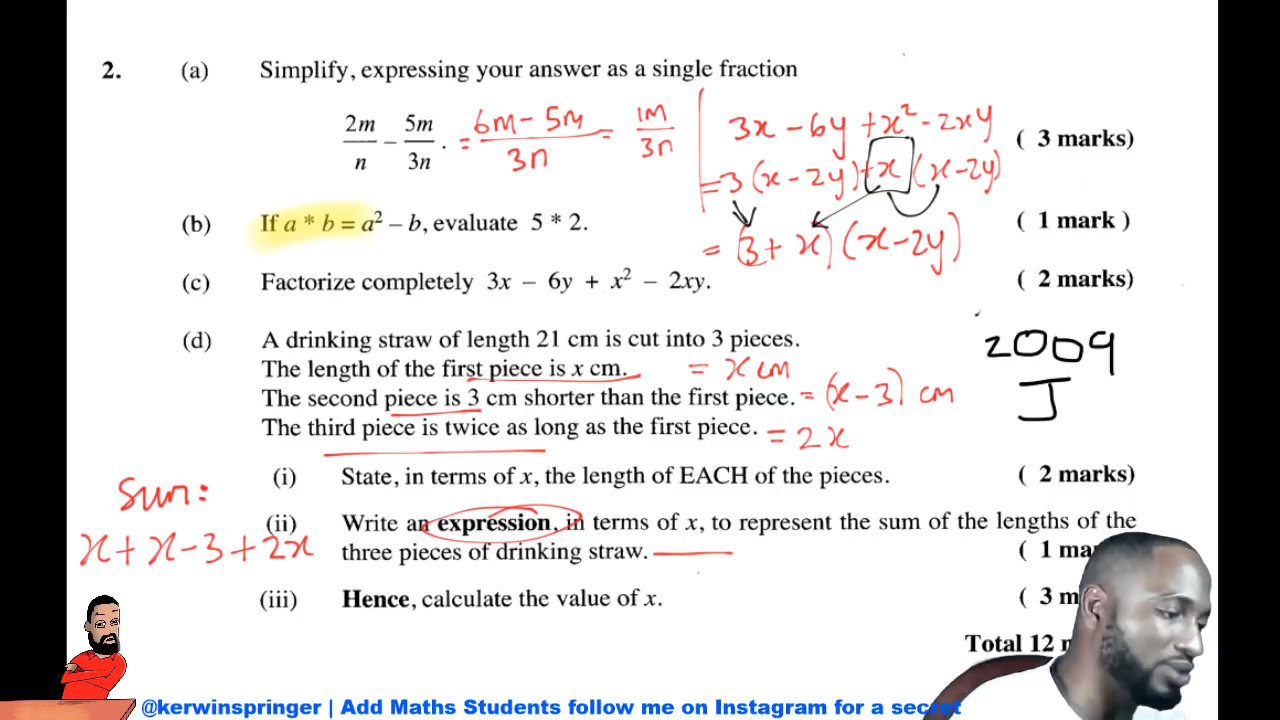 2. (a) Simplify, expressing your answer as a single fraction
2m/n − 5m/3n . = 6m − 5m/3n = 1m/3n
3x − 6y + x² − 2xy
( 3 marks)
= 3(x − 2y) + x(x − 2y)
(b) If a * b = a² – b, evaluate 5 * 2.
( 1 mark )
= (3 + x)(x − 2y)
(c) Factorize completely 3x − 6y + x² − 2xy.
( 2 marks)
(d) A drinking straw of length 21 cm is cut into 3 pieces.
2009
J
The length of the first piece is x cm. = x cm
The second piece is 3 cm shorter than the first piece. = (x − 3) cm
The third piece is twice as long as the first piece. = 2x
(i) State, in terms of x, the length of EACH of the pieces. ( 2 marks)
Sum:
x + x − 3 + 2x
(ii) Write an expression, in terms of x, to represent the sum of the lengths of the
three pieces of drinking straw. ( 1
(iii) Hence, calculate the value of x. ( 3
Total 12
@kerwinspringer | Add Maths Students follow me on Instagram for a secret